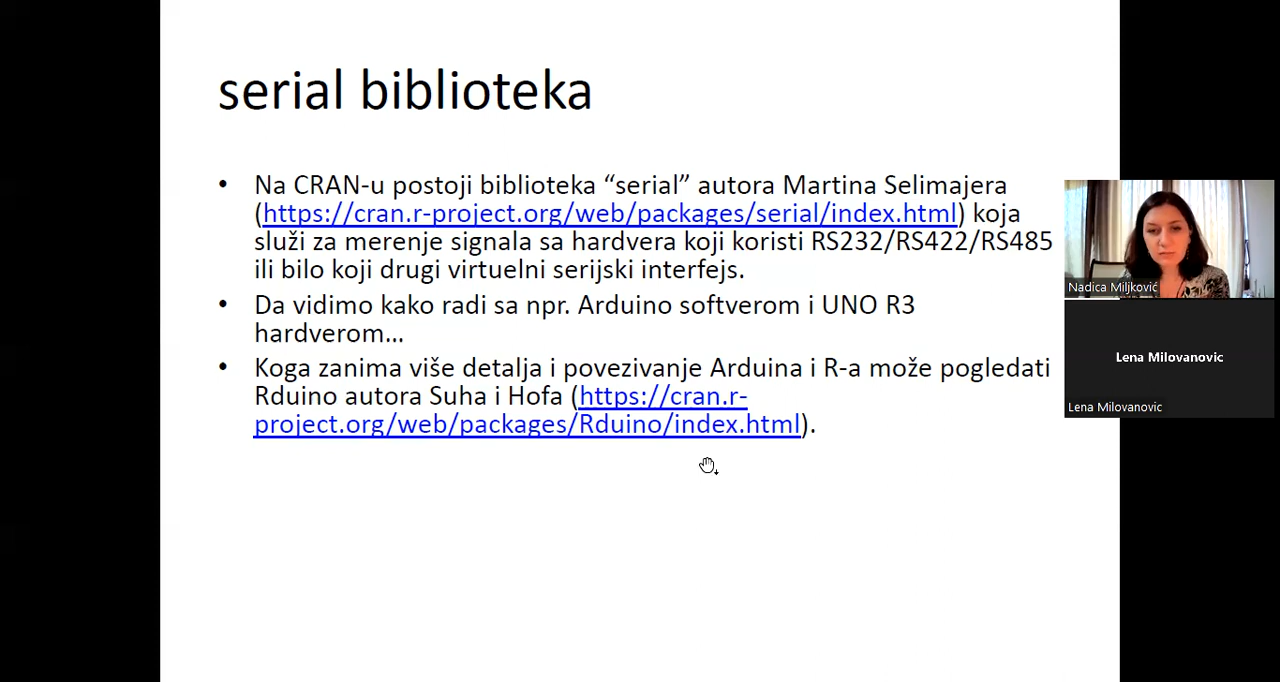 serial biblioteka
• Na CRAN-u postoji biblioteka “serial” autora Martina Selimajera
(https://cran.r-project.org/web/packages/serial/index.html) koja
služi za merenje signala sa hardvera koji koristi RS232/RS422/RS485
ili bilo koji drugi virtuelni serijski interfejs.
• Da vidimo kako radi sa npr. Arduino softverom i UNO R3
hardverom…
• Koga zanima više detalja i povezivanje Arduina i R-a može pogledati
Rduino autora Suha i Hofa (https://cran.r-
project.org/web/packages/Rduino/index.html).
Nadica Miljković
Lena Milovanovic
Lena Milovanovic